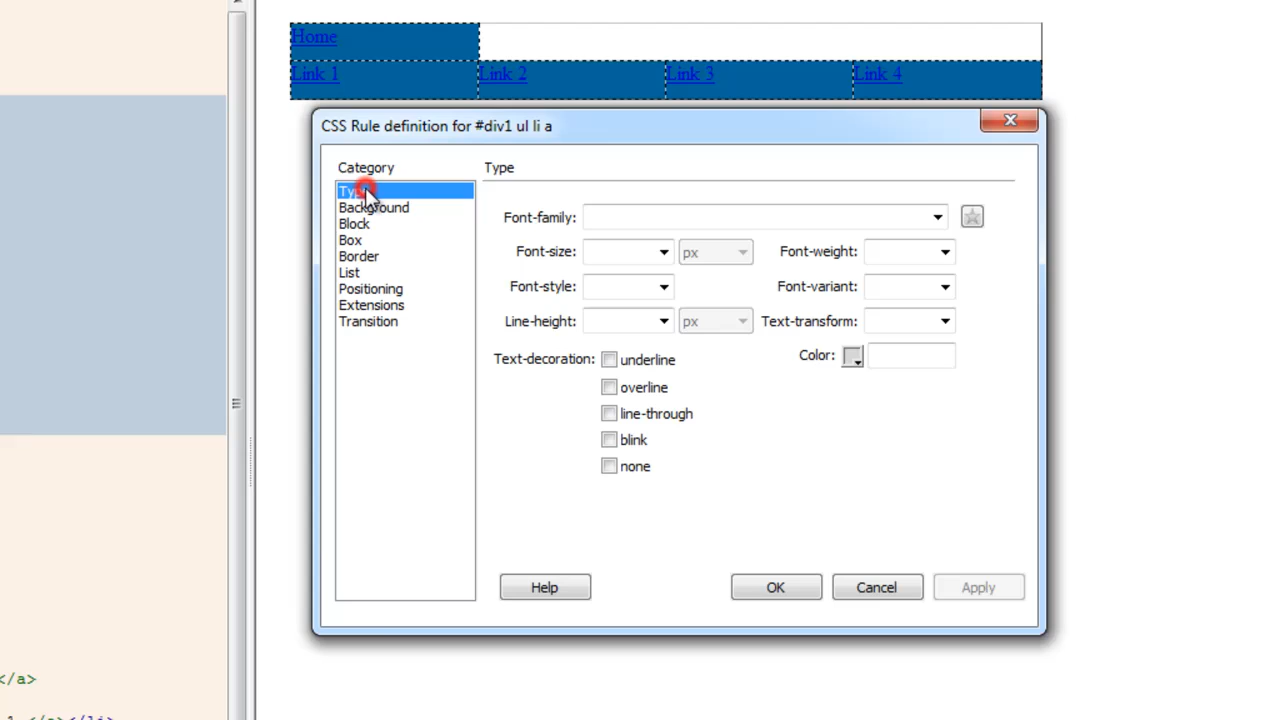 Home
Link 1 Link 2 Link 3 Link 4
CSS Rule definition for #div1 ul li a
Category
Type
Background
Block
Box
Border
List
Positioning
Extensions
Transition
Type
Font-family:
Font-size: px Font-weight:
Font-style: Font-variant:
Line-height: px Text-transform:
Text-decoration: underline Color:
overline
line-through
blink
none
Help OK Cancel Apply
</a>
1 </a></li>